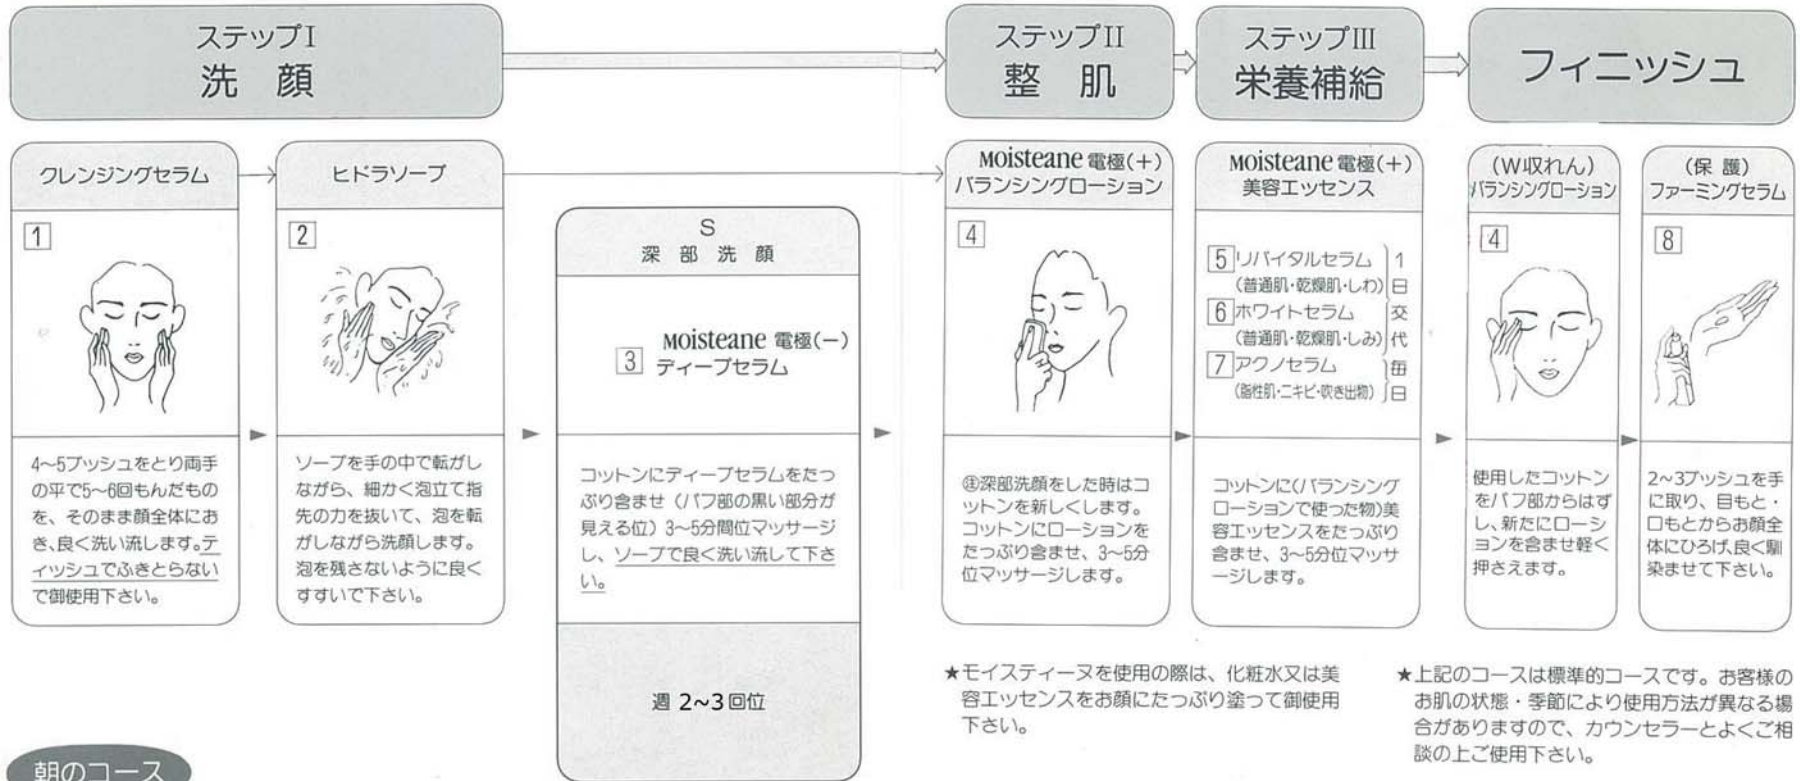 ステップⅠ
洗 顔
ステップⅡ
整 肌
ステップⅢ
栄養補給
フィニッシュ
クレンジングセラム
1
4〜5プッシュをとり両手
の平で5〜6回もんだもの
を、そのまま顔全体にお
き、良く洗い流します。テ
ィッシュでふきとらない
で御使用下さい。
ヒドラソープ
2
ソープを手の中で転がし
ながら、細かく泡立て指
先の力を抜いて、泡を転
がしながら洗顔します。
泡を残さないように良く
すすいで下さい。
S
深 部 洗 顔
Moisteane 電極(−)
3 ディープセラム
コットンにディープセラムをたっ
ぷり含ませ（パフ部の黒い部分が
見える位）3〜5分間位マッサージ
し、ソープで良く洗い流して下さ
い。
週 2~3回位
Moisteane 電極(+)
バランシングローション
4
㊟深部洗顔をした時はコ
ットンを新しくします。
コットンにローションを
たっぷり含ませ、3〜5分
位マッサージします。
Moisteane 電極(+)
美容エッセンス
5 リバイタルセラム
(普通肌・乾燥肌・しわ)
6 ホワイトセラム
(普通肌・乾燥肌・しみ)
1日交代
7 アクノセラム
(脂性肌・ニキビ・吹き出物)
毎日
コットンに(バランシング
ローションで使った物)美
容エッセンスをたっぷり
含ませ、3〜5分位マッサ
ージします。
(W収れん)
バランシングローション
4
使用したコットン
をパフ部からはず
し、新たにローシ
ョンを含ませ軽く
押さえます。
(保 護)
ファーミングセラム
8
2〜3プッシュを手
に取り、目もと・
口もとからお顔全
体にひろげ、良く馴
染ませて下さい。
★モイスティーヌを使用の際は、化粧水又は美
容エッセンスをお顔にたっぷり塗って御使用
下さい。
★上記のコースは標準的コースです。お客様の
お肌の状態・季節により使用方法が異なる場
合がありますので、カウンセラーとよくご相
談の上ご使用下さい。
朝のコース